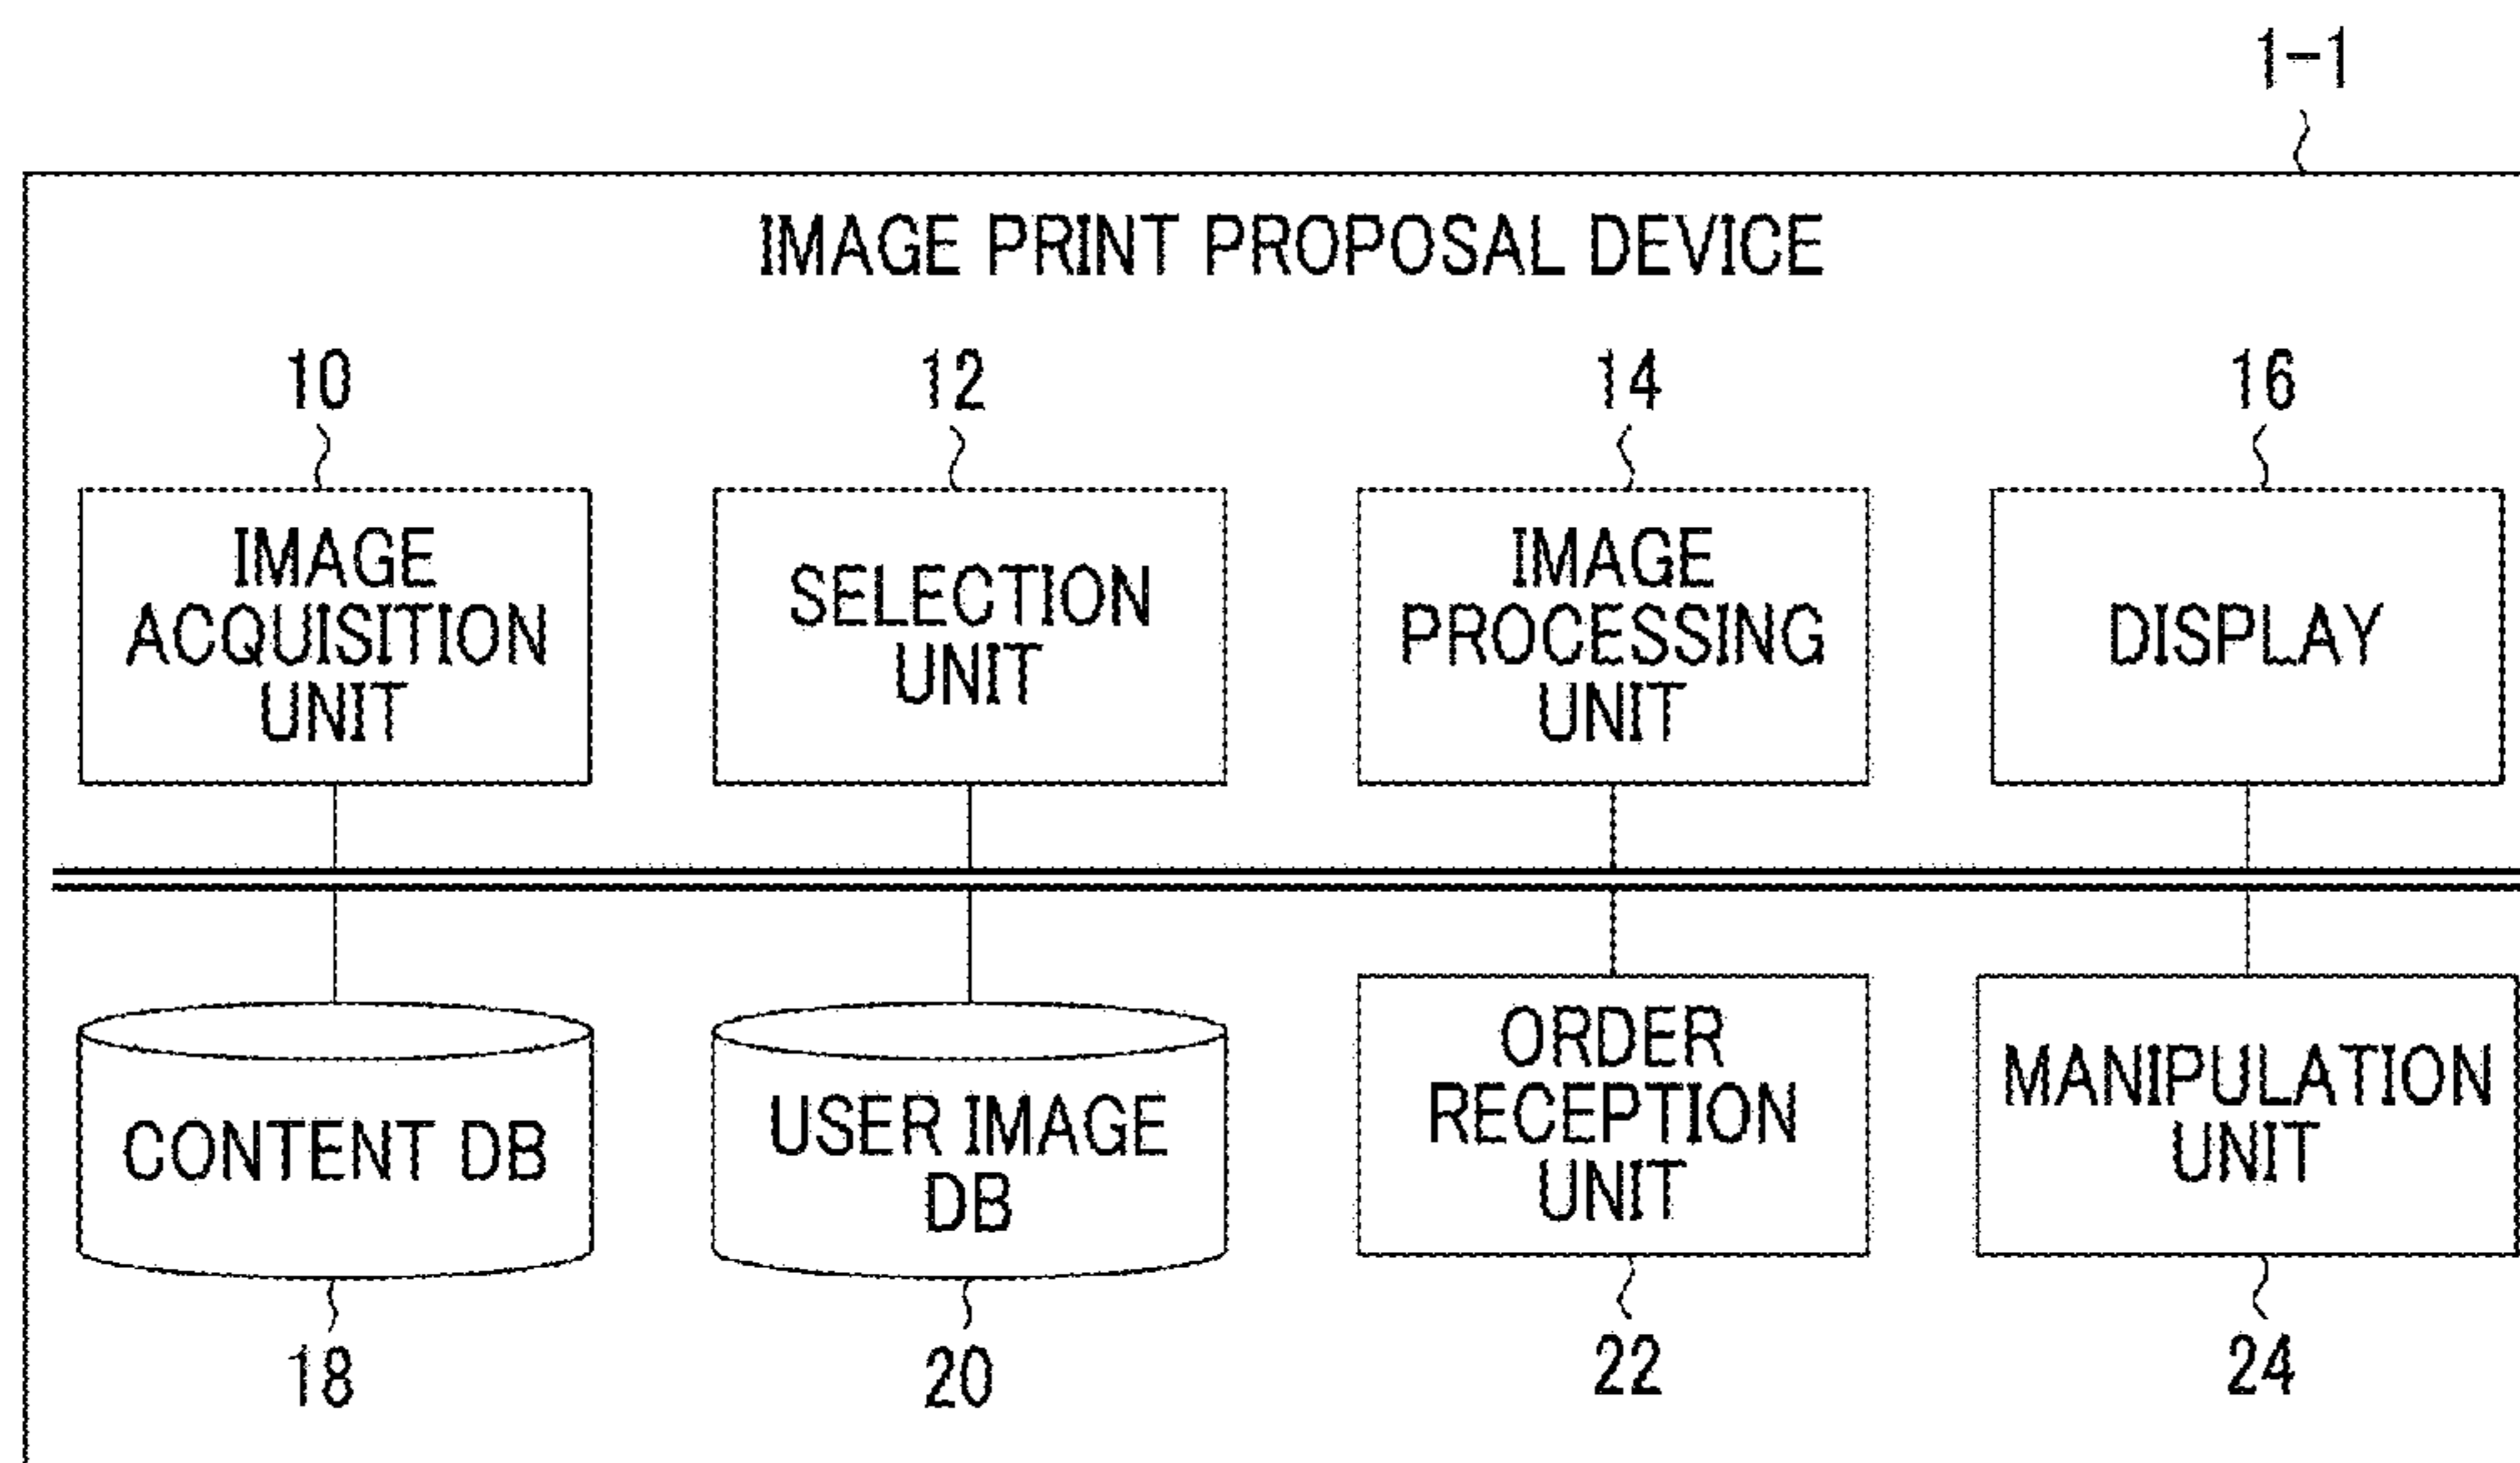 1-1
IMAGE PRINT PROPOSAL DEVICE
10
12
14
16
IMAGE
ACQUISITION
UNIT
SELECTION
UNIT
IMAGE
PROCESSING
UNIT
DISPLAY
CONTENT DB
USER IMAGE
DB
ORDER
RECEPTION
UNIT
MANIPULATION
UNIT
18
20
22
24